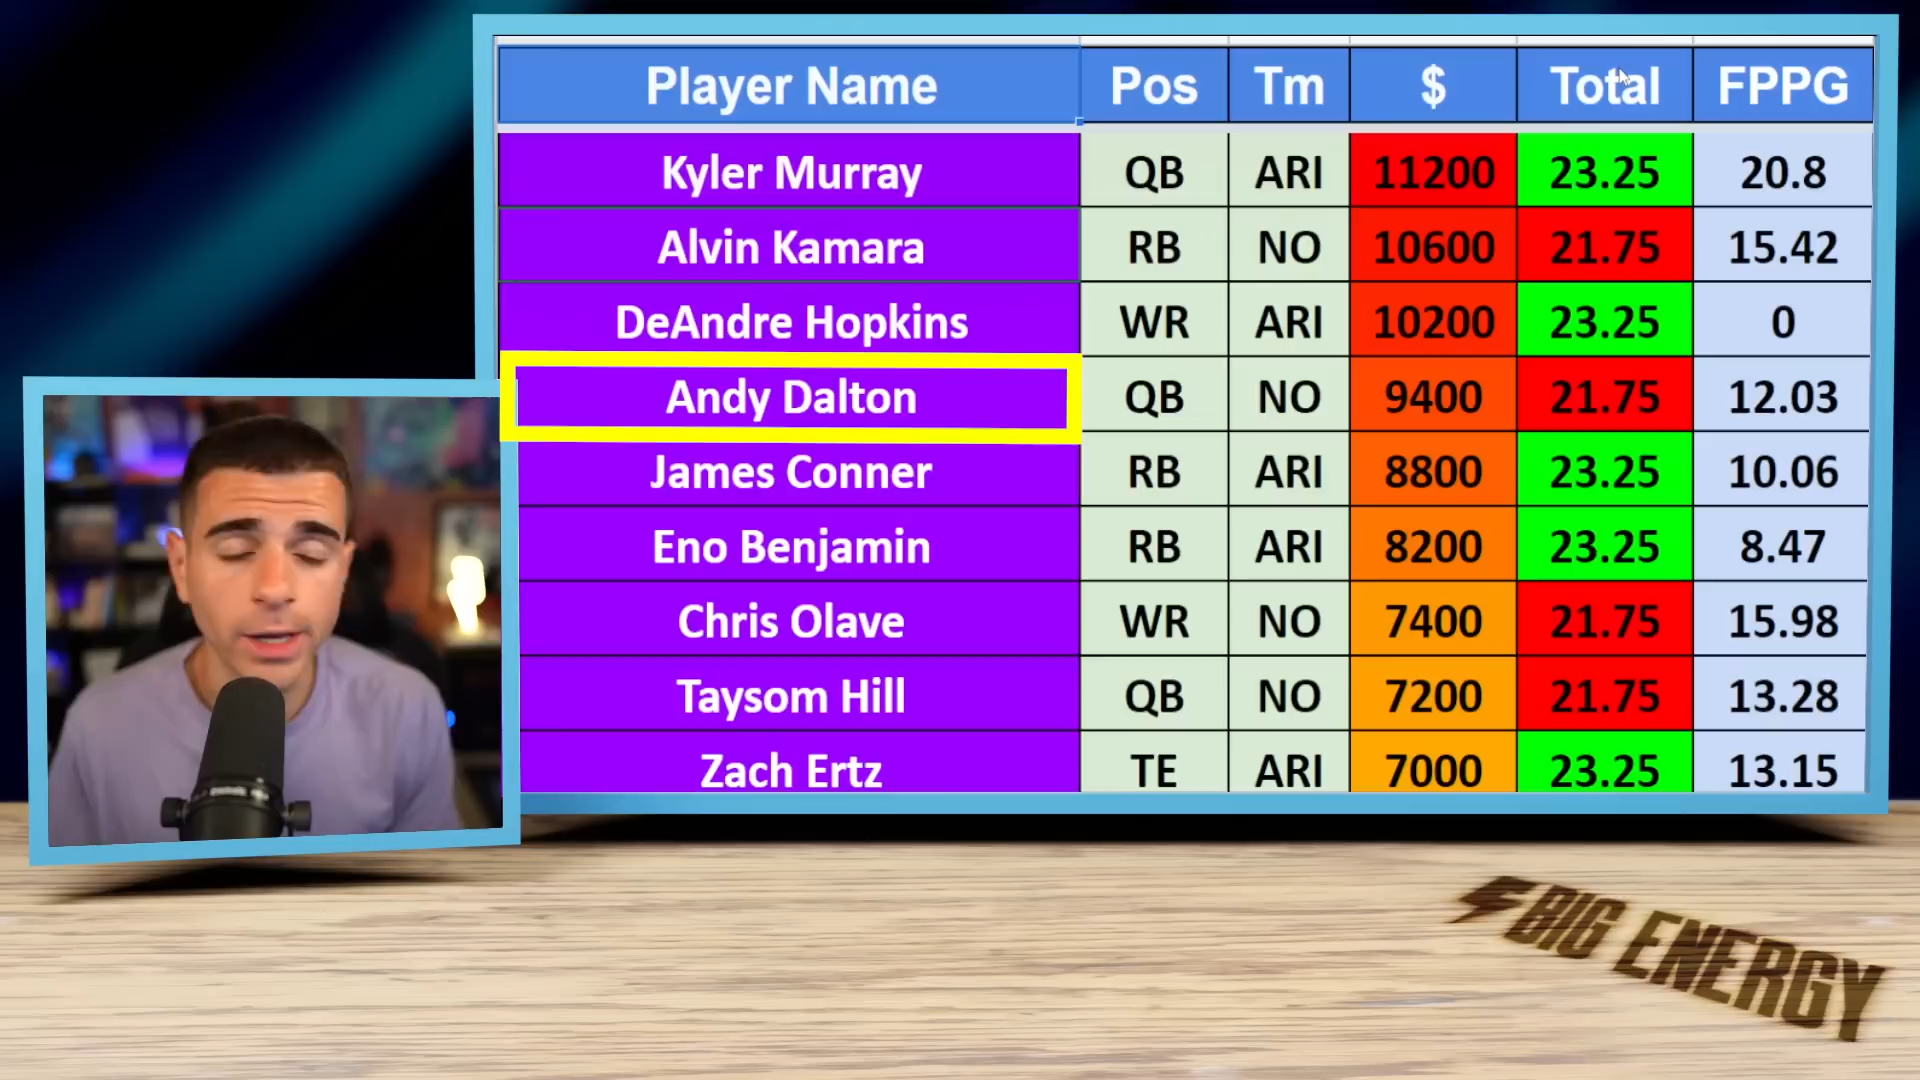 Player Name Pos Tm $ Total FPPG
Kyler Murray QB ARI 11200 23.25 20.8
Alvin Kamara RB NO 10600 21.75 15.42
DeAndre Hopkins WR ARI 10200 23.25 0
Andy Dalton QB NO 9400 21.75 12.03
James Conner RB ARI 8800 23.25 10.06
Eno Benjamin RB ARI 8200 23.25 8.47
Chris Olave WR NO 7400 21.75 15.98
Taysom Hill QB NO 7200 21.75 13.28
Zach Ertz TE ARI 7000 23.25 13.15
BIG ENERGY